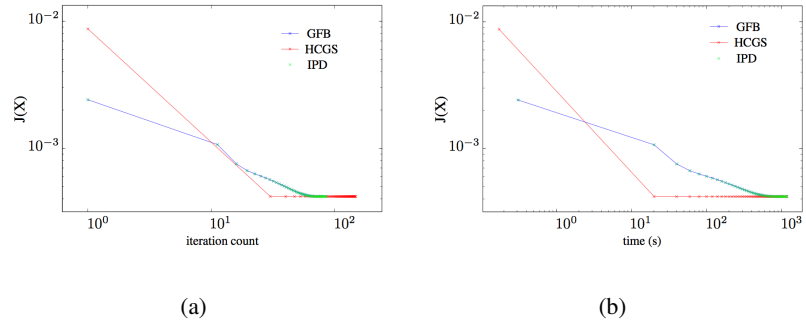 10⁻²
10⁻³
J(X)
GFB
HCGS
IPD
10⁰
10¹
10²
iteration count
(a)
10⁻²
10⁻³
J(X)
GFB
HCGS
IPD
10⁰
10¹
10²
10³
time (s)
(b)